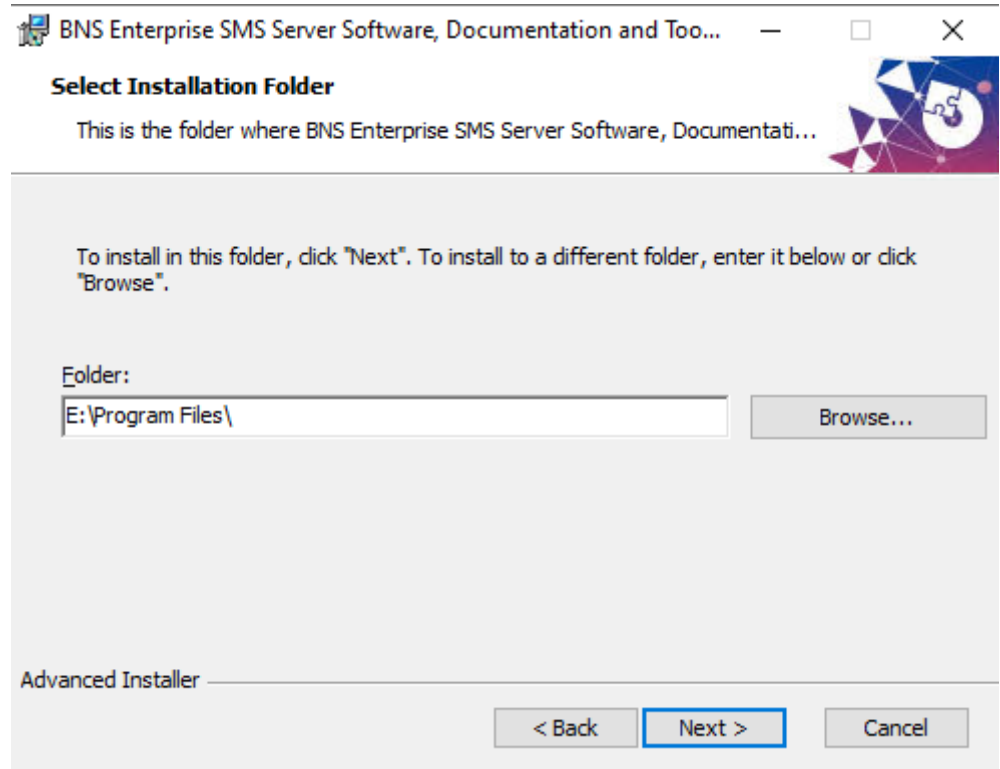 BNS Enterprise SMS Server Software, Documentation and Too...
Select Installation Folder
This is the folder where BNS Enterprise SMS Server Software, Documentati...
To install in this folder, click "Next". To install to a different folder, enter it below or click
"Browse".
Folder:
E:\Program Files\
Browse...
Advanced Installer
< Back
Next >
Cancel